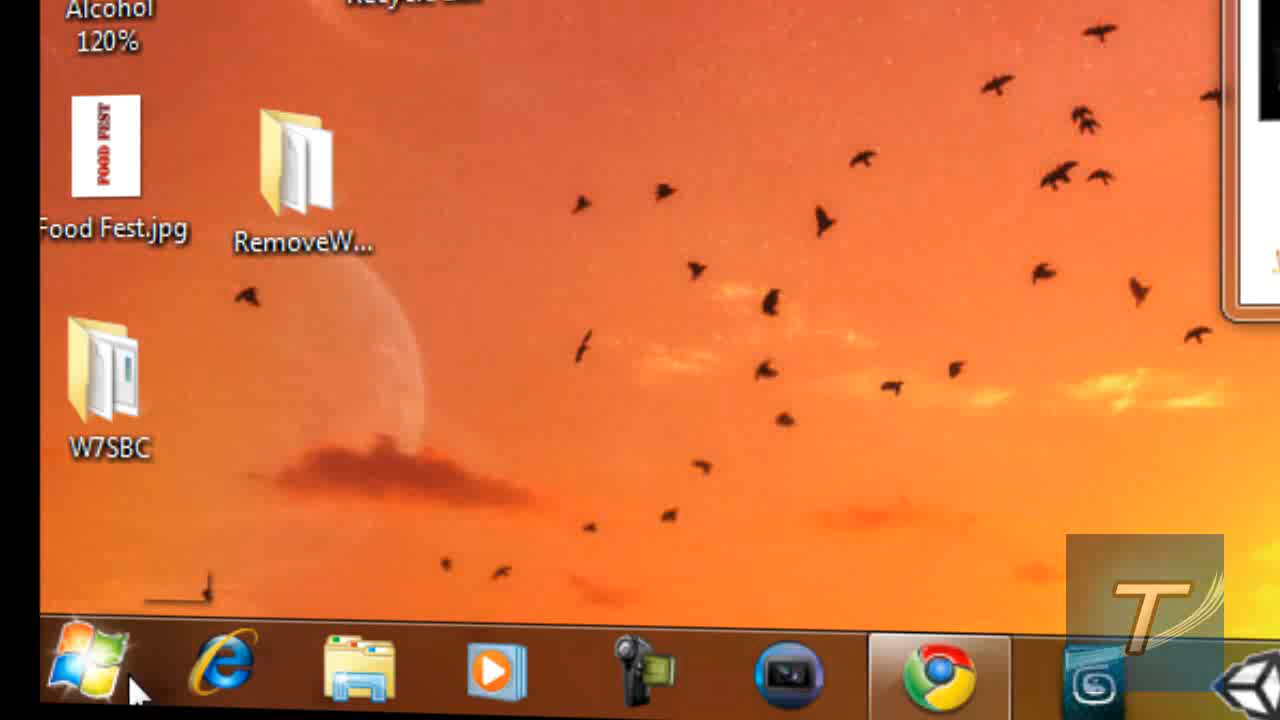 Alcohol
120%
FOOD FEST
Food Fest.jpg
RemoveW...
W7SBC
T